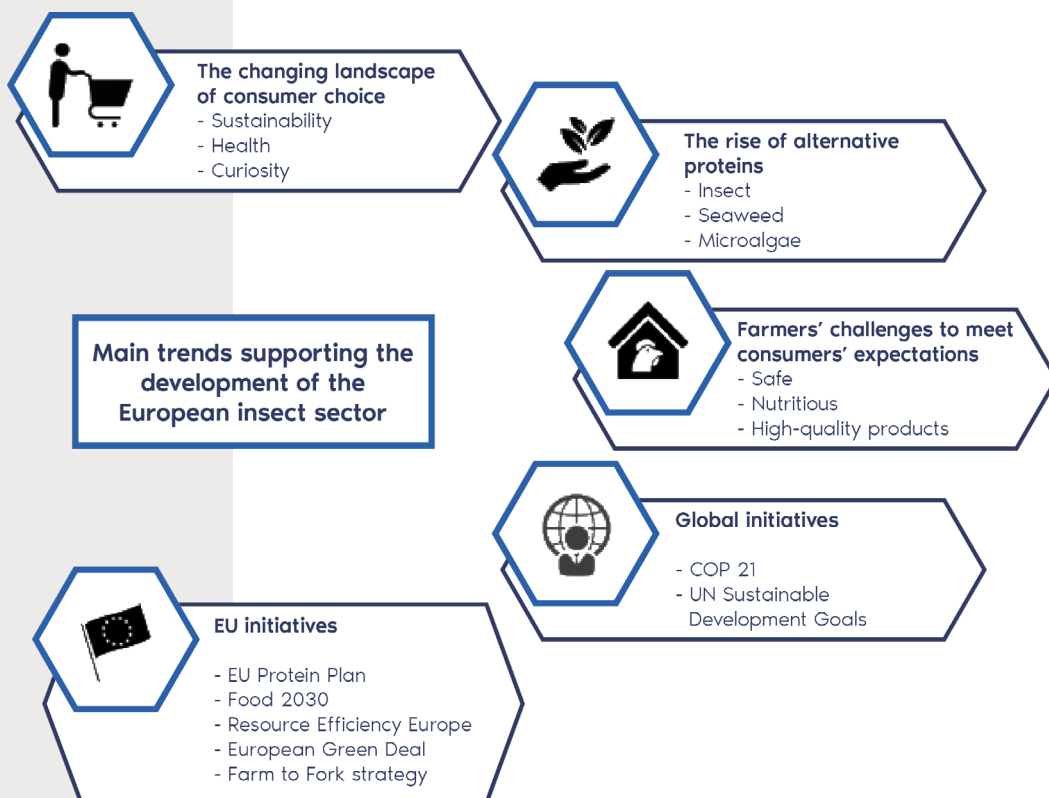 The changing landscape
of consumer choice
- Sustainability
- Health
- Curiosity
The rise of alternative
proteins
- Insect
- Seaweed
- Microalgae
Main trends supporting the
development of the
European insect sector
Farmers' challenges to meet
consumers' expectations
- Safe
- Nutritious
- High-quality products
Global initiatives
- COP 21
- UN Sustainable
Development Goals
EU initiatives
- EU Protein Plan
- Food 2030
- Resource Efficiency Europe
- European Green Deal
- Farm to Fork strategy